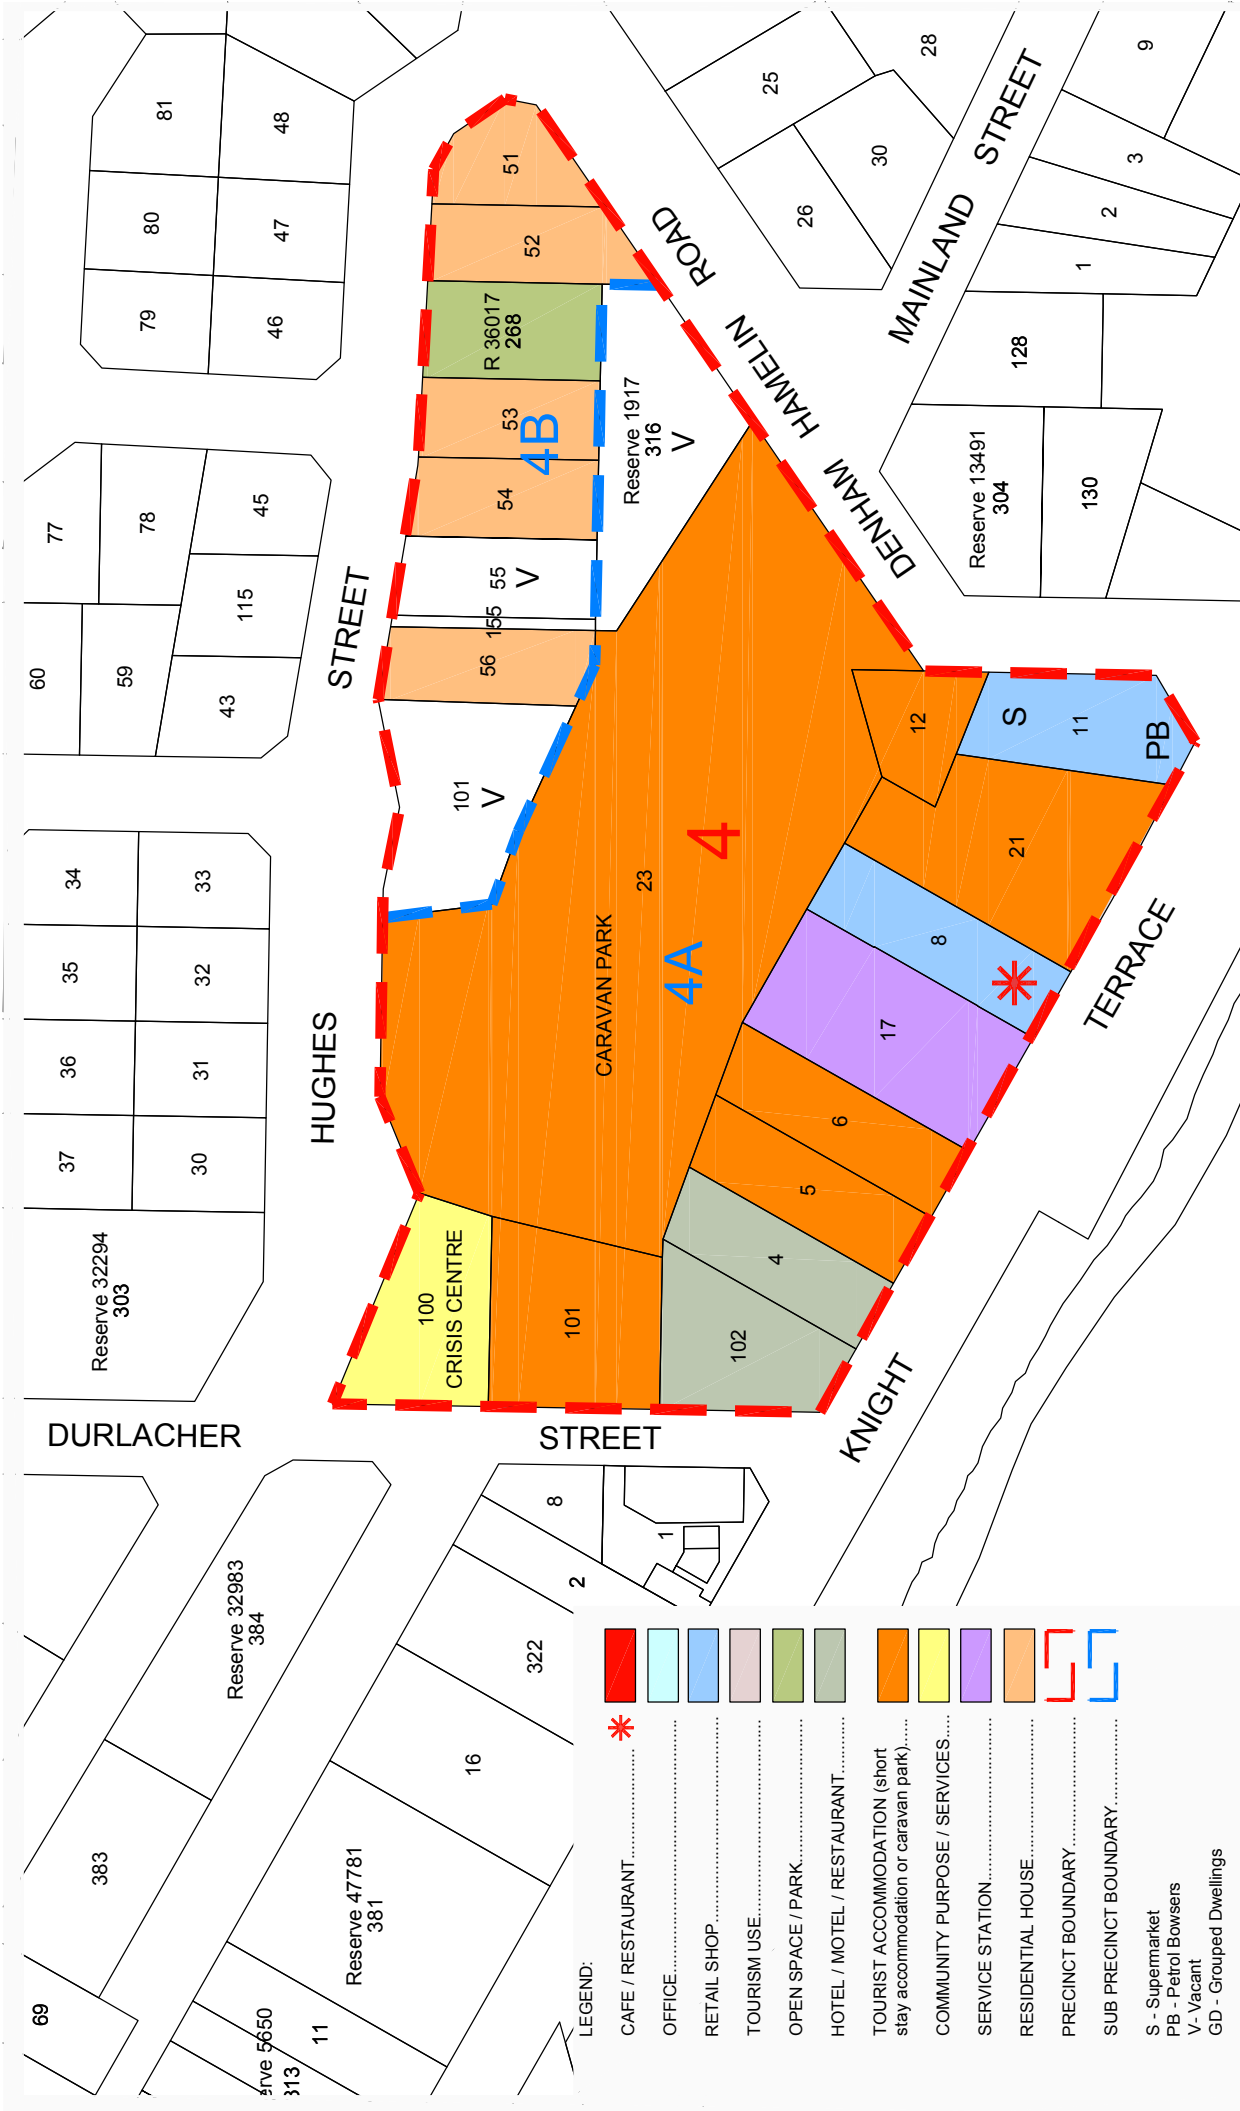 DURLACHER
STREET
HUGHES
STREET
KNIGHT
TERRACE
DENHAM
HAMELIN
ROAD
MAINLAND
STREET
69
383
Reserve 32983
384
erve 5650
313
11
Reserve 47781
381
16
322
2
8
1
Reserve 32294
303
37
36
35
34
30
31
32
33
60
59
43
77
78
115
45
79
80
81
46
47
48
100
CRISIS CENTRE
101
102
4
5
6
17
8
21
12
S
11
PB
23
CARAVAN PARK
4
4A
101
V
56
155
55
V
54
53
4B
R 36017
268
52
51
Reserve 1917
316
V
25
26
28
30
9
3
2
1
128
Reserve 13491
304
130
LEGEND:
CAFE / RESTAURANT
OFFICE
RETAIL SHOP
TOURISM USE
OPEN SPACE / PARK
HOTEL / MOTEL / RESTAURANT
TOURIST ACCOMMODATION (short
stay accommodation or caravan park)
COMMUNITY PURPOSE / SERVICES
SERVICE STATION
RESIDENTIAL HOUSE
PRECINCT BOUNDARY
SUB PRECINCT BOUNDARY
S - Supermarket
PB - Petrol Bowsers
V- Vacant
GD - Grouped Dwellings